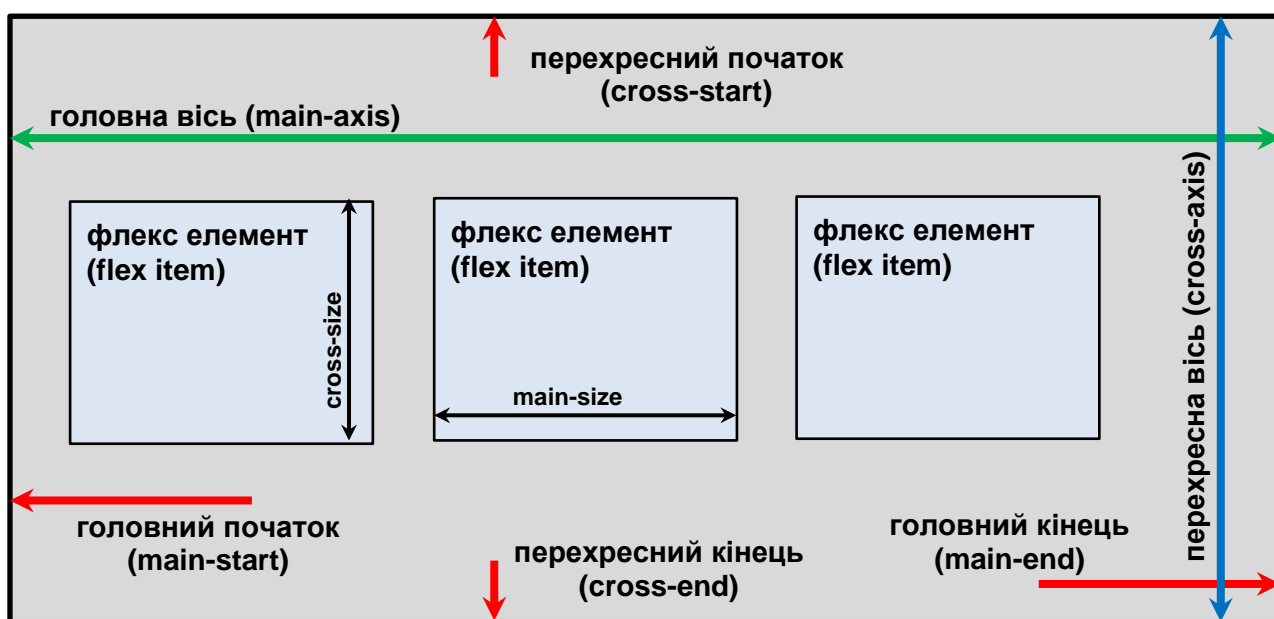 перехресний початок
(cross-start)
головна вісь (main-axis)
перехресна вісь (cross-axis)
флекс елемент
(flex item)
cross-size
флекс елемент
(flex item)
main-size
флекс елемент
(flex item)
головний початок
(main-start)
перехресний кінець
(cross-end)
головний кінець
(main-end)